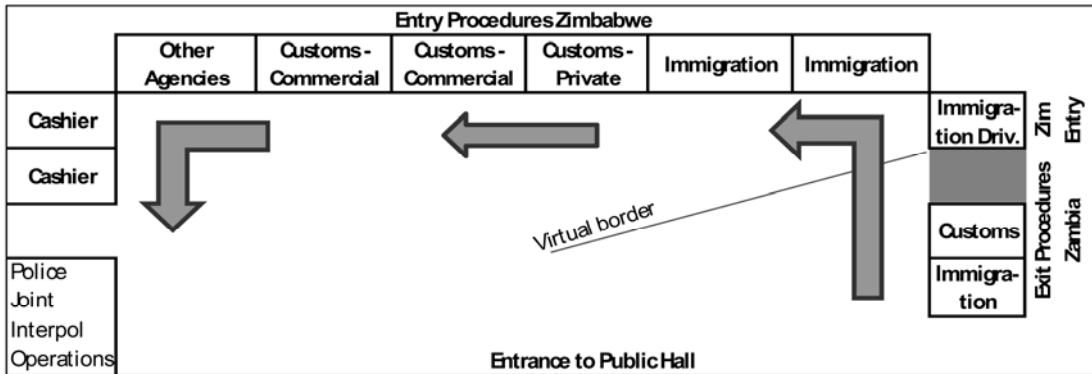 Entry Procedures Zimbabwe
Other
Agencies
Customs -
Commercial
Customs -
Commercial
Customs -
Private
Immigration
Immigration
Cashier
Cashier
Immigra-
tion Driv.
Zim
Entry
Virtual border
Customs
Immigra-
tion
Exit Procedures
Zambia
Police
Joint
Interpol
Operations
Entrance to Public Hall